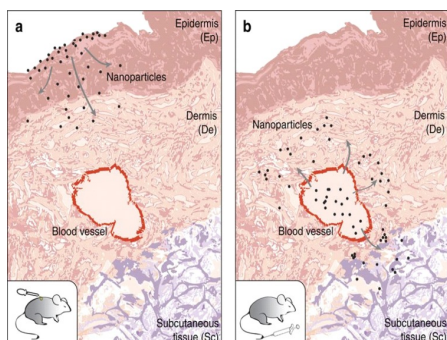 a
Epidermis
(Ep)
Nanoparticles
Dermis
(De)
Blood vessel
Subcutaneous
tissue (Sc)
b
Epidermis
(Ep)
Dermis
(De)
Nanoparticles
Blood vessel
Subcutaneous
tissue (Sc)